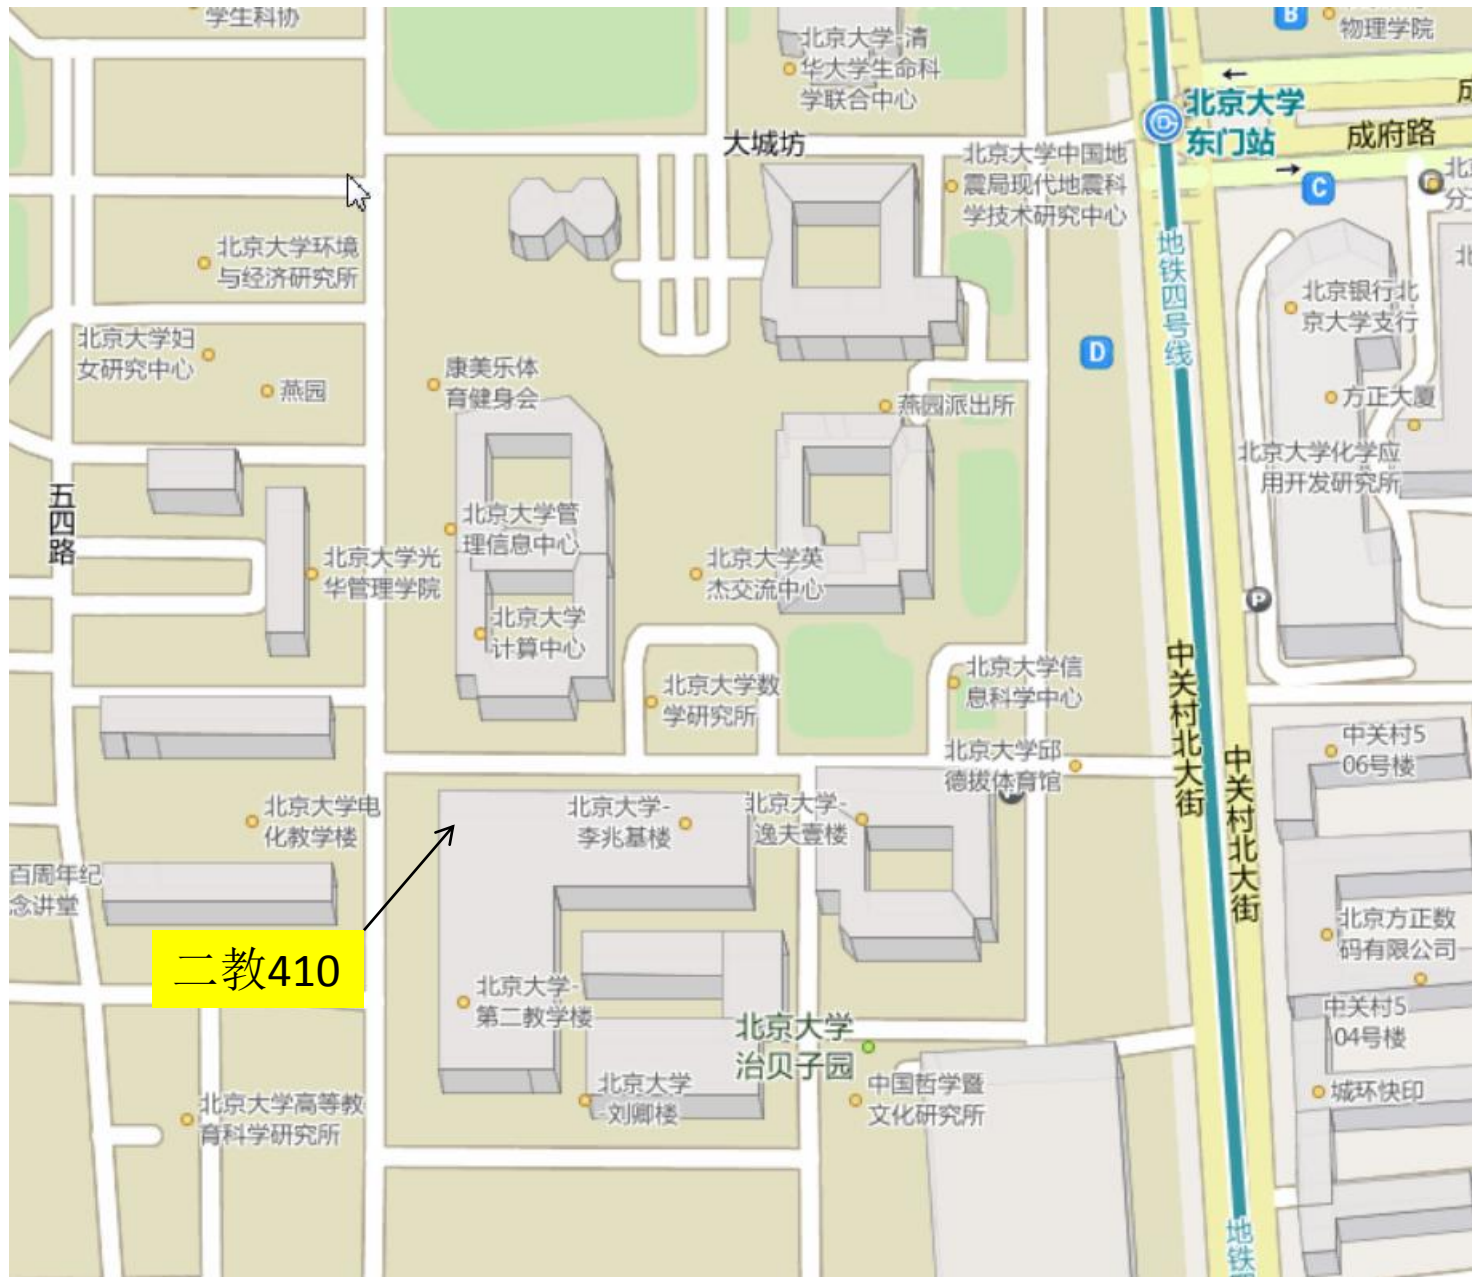 学生科协
北京大学-清
华大学生命科
学联合中心
B
物理学院
大城坊
北京大学
东门站
成府路
C
北京大学中国地
震局现代地震科
学技术研究中心
北京大学环境
与经济研究所
地铁四号线
北京银行北
京大学支行
北京大学妇
女研究中心
燕园
康美乐体
育健身会
D
燕园派出所
方正大厦
北京大学化学应
用开发研究所
五四路
北京大学管
理信息中心
北京大学光
华管理学院
北京大学英
杰交流中心
P
北京大学
计算中心
北京大学数
学研究所
北京大学信
息科学中心
中关村北大街
北京大学邱
德拔体育馆
中关村北大街
中关村5
06号楼
北京大学电
化教学楼
北京大学-
李兆基楼
北京大学-
逸夫壹楼
百周年纪
念讲堂
北京方正数
码有限公司
二教410
北京大学-
第二教学楼
北京大学
治贝子园
中关村5
04号楼
北京大学
-刘卿楼
中国哲学暨
文化研究所
城环快印
北京大学高等教
育科学研究所
地铁